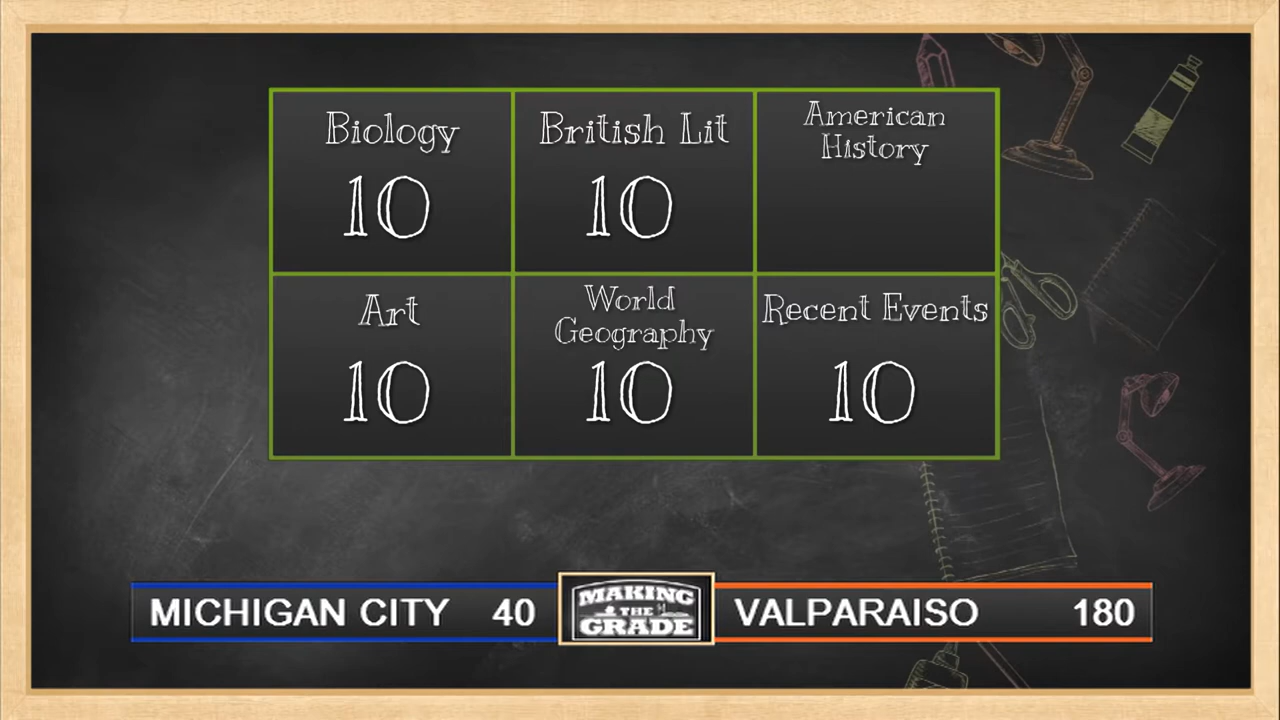 Biology
10
British Lit
10
American
History
Art
10
World
Geography
10
Recent Events
10
MICHIGAN CITY 40
MAKING
THE
GRADE
VALPARAISO 180